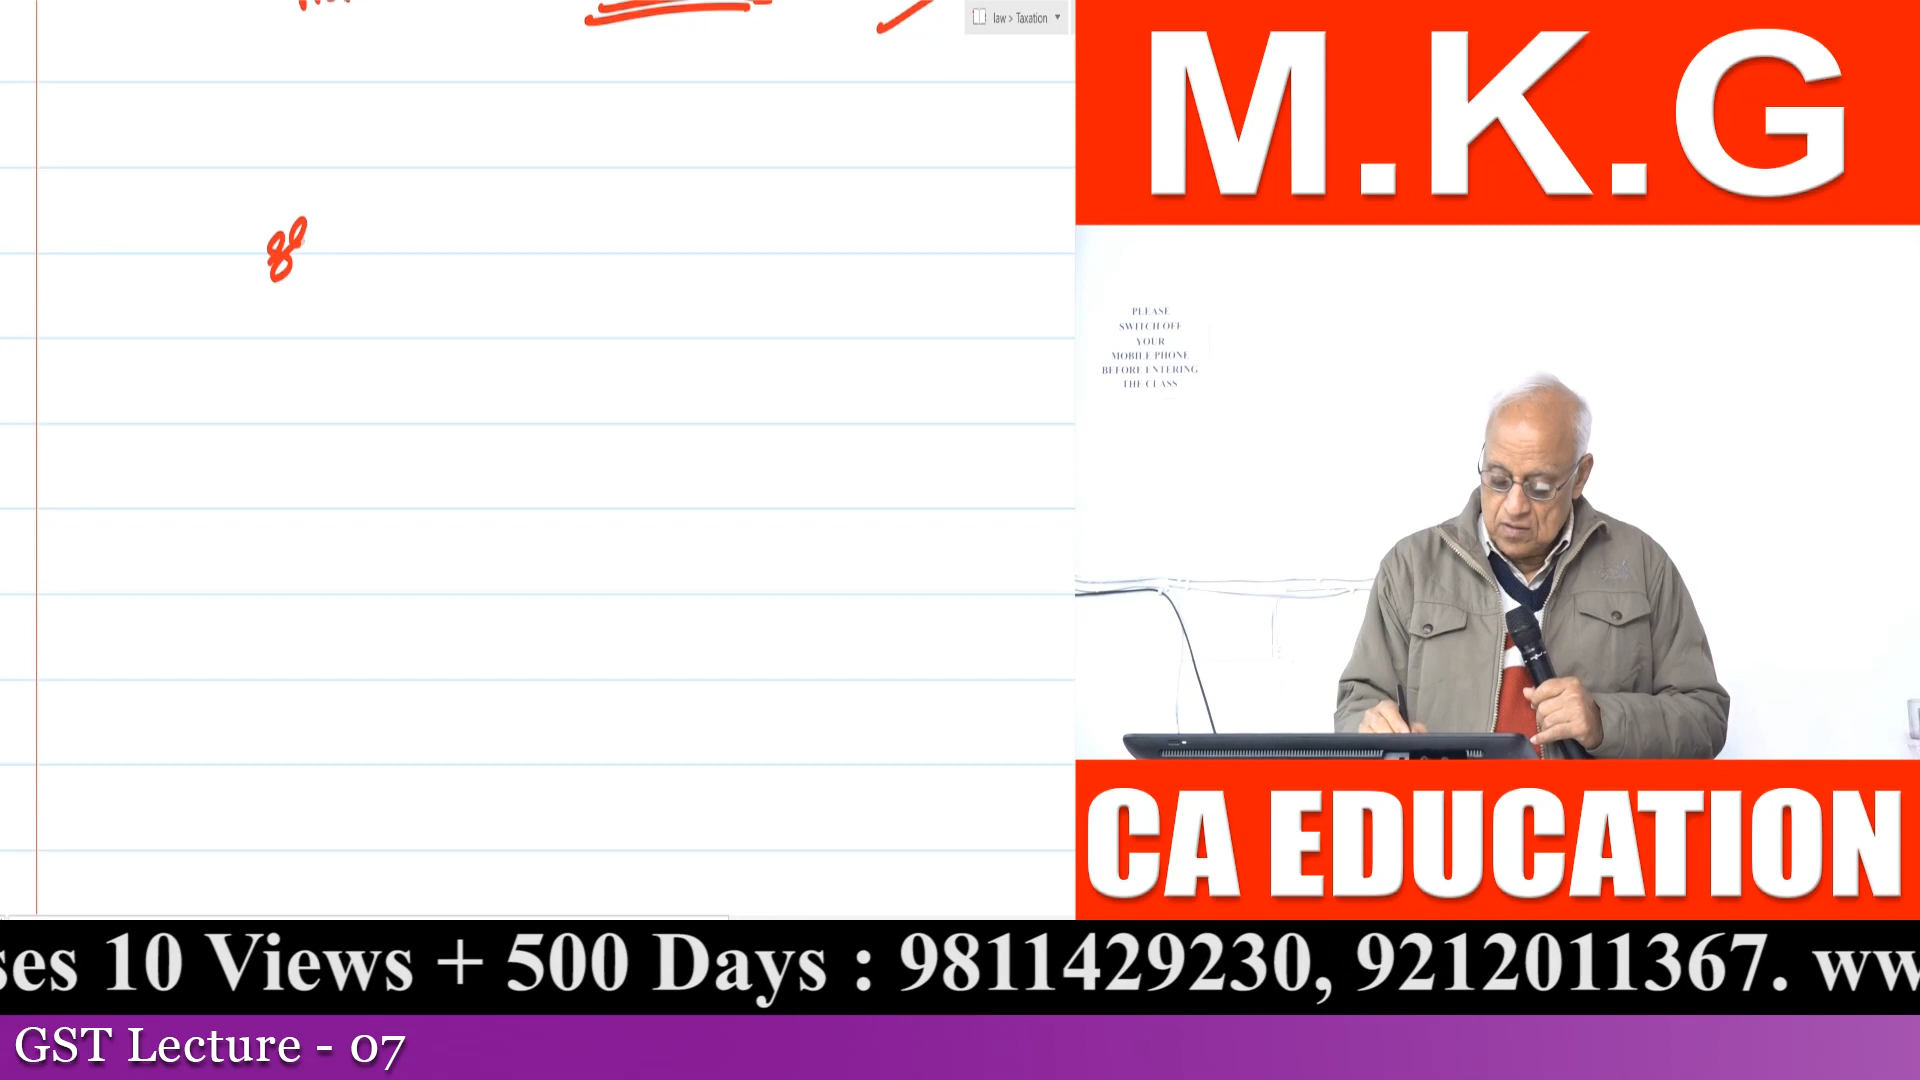 law > Taxation
M.K.G
PLEASE
SWITCH OFF
YOUR
MOBILE PHONE
BEFORE ENTERING
THE CLASS
CA EDUCATION
ses 10 Views + 500 Days : 9811429230, 9212011367. ww
GST Lecture - 07